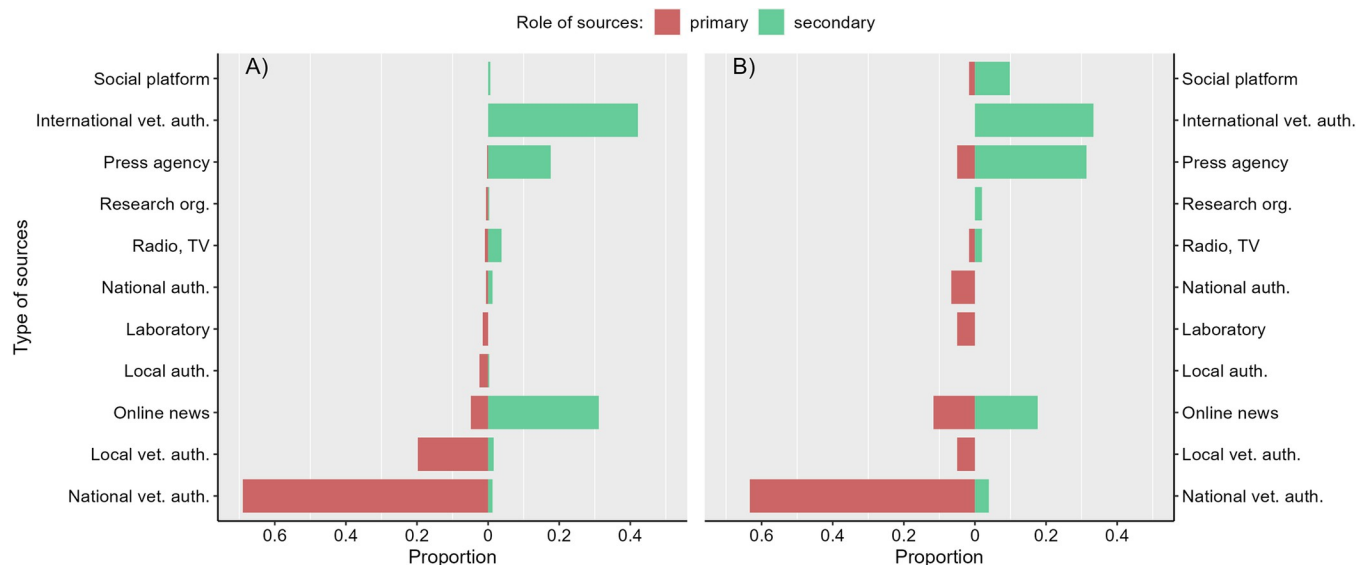 Role of sources: primary secondary
A)
B)
Type of sources
Social platform
International vet. auth.
Press agency
Research org.
Radio, TV
National auth.
Laboratory
Local auth.
Online news
Local vet. auth.
National vet. auth.
0.6 0.4 0.2 0 0.2 0.4
Proportion
Social platform
International vet. auth.
Press agency
Research org.
Radio, TV
National auth.
Laboratory
Local auth.
Online news
Local vet. auth.
National vet. auth.
0.6 0.4 0.2 0 0.2 0.4
Proportion